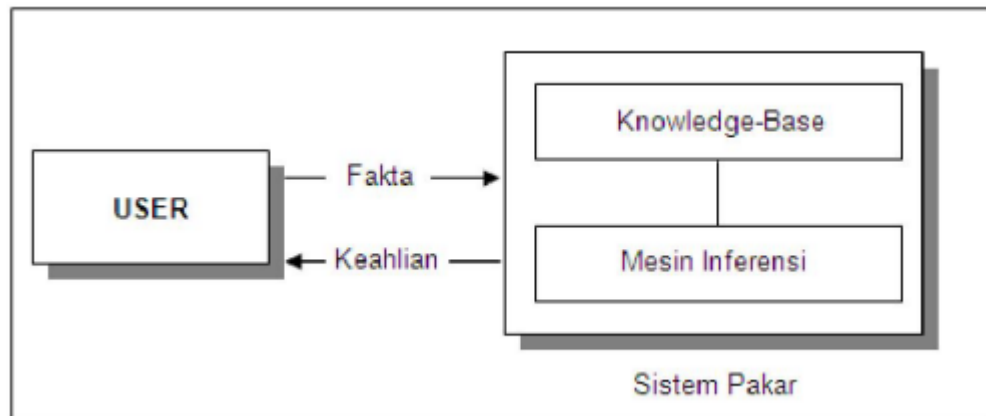 Knowledge-Base
Fakta
USER
Keahlian
Mesin Inferensi
Sistem Pakar